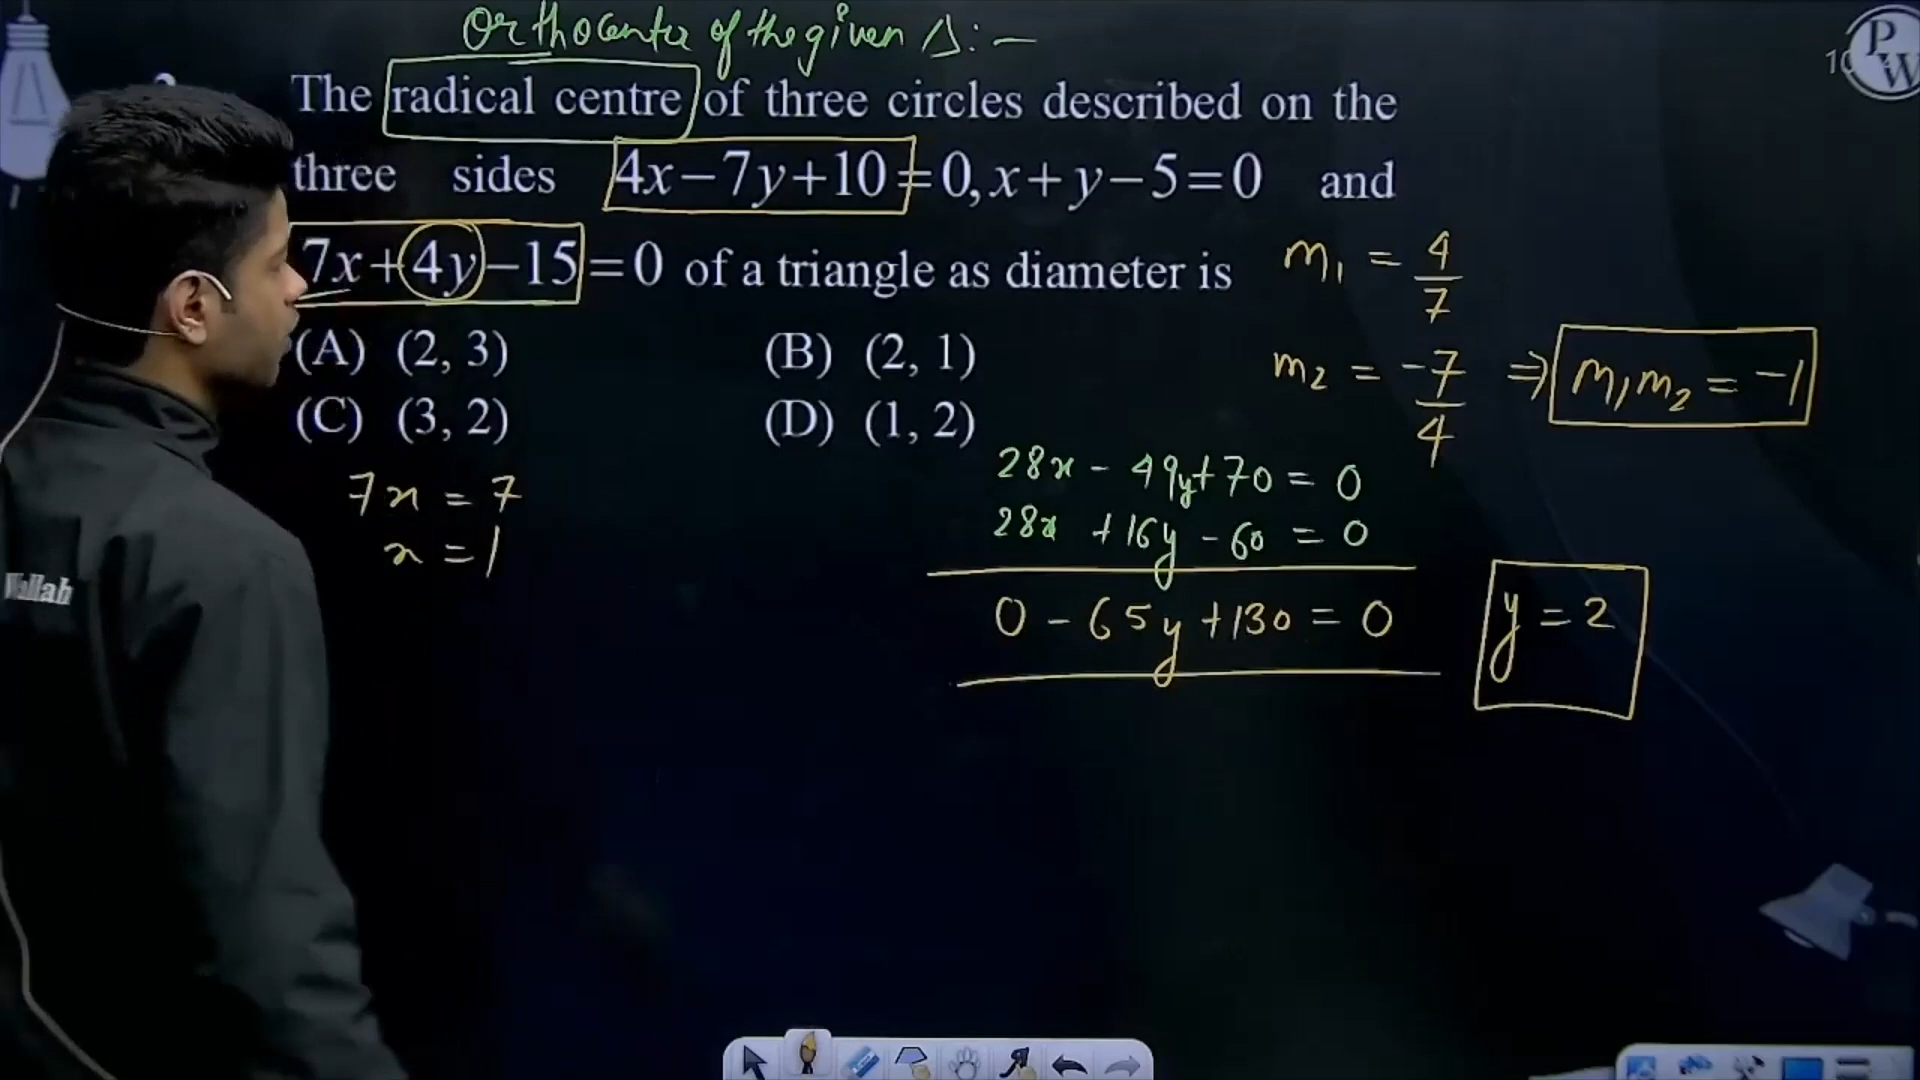 Orthocenter of the given Δ : -
The radical centre of three circles described on the
three sides 4x-7y+10=0, x+y-5=0 and
7x+4y-15=0 of a triangle as diameter is
(A) (2, 3)
(B) (2, 1)
(C) (3, 2)
(D) (1, 2)
m₁ = 4/7
m₂ = -7/4 ⇒ m₁m₂ = -1
7x = 7
x = 1
28x - 49y + 70 = 0
28x + 16y - 60 = 0
0 - 65y + 130 = 0
y = 2
PW
Wallah